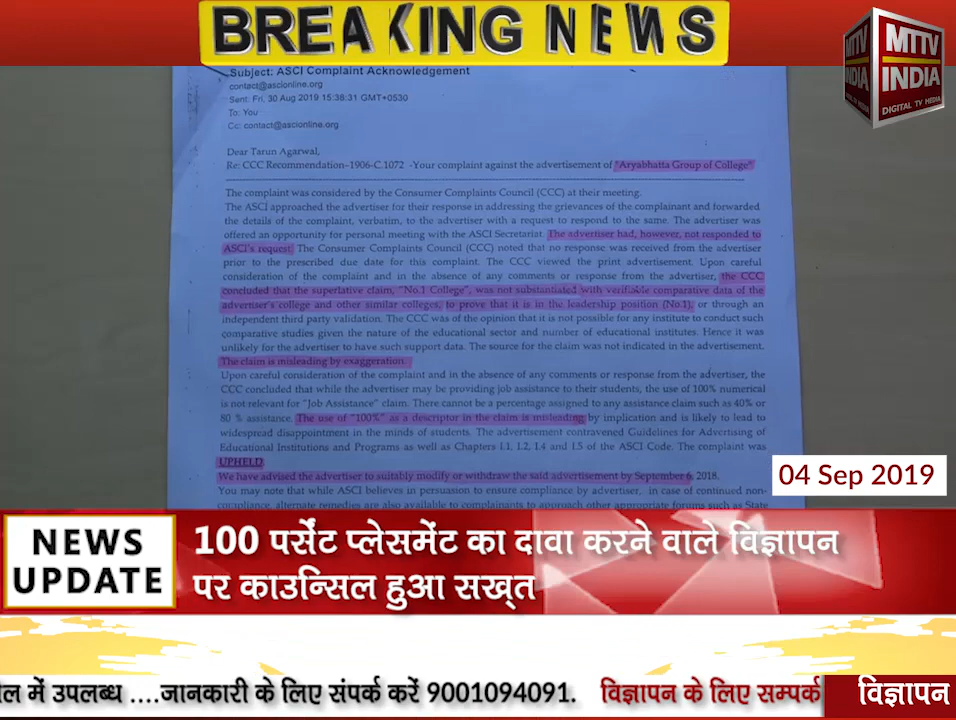 BREAKING NEWS
MTTV
INDIA
MTTV
INDIA
DIGITAL TV MEDIA
Subject: ASCI Complaint Acknowledgement
contact@ascionline.org
Sent: Fri, 30 Aug 2019 15:38:31 GMT+0530
To: You
Cc: contact@ascionline.org
Dear Tarun Agarwal,
Re: CCC Recommendation-1906-C.1072 -Your complaint against the advertisement of "Aryabhatta Group of College"
The complaint was considered by the Consumer Complaints Council (CCC) at their meeting.
The ASCI approached the advertiser for their response in addressing the grievances of the complainant and forwarded
the details of the complaint, verbatim, to the advertiser with a request to respond to the same. The advertiser was
offered an opportunity for personal meeting with the ASCI Secretariat. The advertiser had, however, not responded to
ASCI's request. The Consumer Complaints Council (CCC) noted that no response was received from the advertiser
prior to the prescribed due date for this complaint. The CCC viewed the print advertisement. Upon careful
consideration of the complaint and in the absence of any comments or response from the advertiser, the CCC
concluded that the superlative claim, "No.1 College", was not substantiated with verifiable comparative data of the
advertiser's college and other similar colleges, to prove that it is in the leadership position (No.1), or through an
independent third party validation. The CCC was of the opinion that it is not possible for any institute to conduct such
comparative studies given the nature of the educational sector and number of educational institutes. Hence it was
unlikely for the advertiser to have such support data. The source for the claim was not indicated in the advertisement.
The claim is misleading by exaggeration.
Upon careful consideration of the complaint and in the absence of any comments or response from the advertiser, the
CCC concluded that while the advertiser may be providing job assistance to their students, the use of 100% numerical
is not relevant for "Job Assistance" claim. There cannot be a percentage assigned to any assistance claim such as 40% or
80 % assistance. The use of "100%" as a descriptor in the claim is misleading by implication and is likely to lead to
widespread disappointment in the minds of students. The advertisement contravened Guidelines for Advertising of
Educational Institutions and Programs as well as Chapters I.1, I.2, I.4 and I.5 of the ASCI Code. The complaint was
UPHELD
We have advised the advertiser to suitably modify or withdraw the said advertisement by September 6, 2018.
You may note that while ASCI believes in persuasion to ensure compliance by advertiser, in case of continued non-
compliance, alternate remedies are also available to complainants to approach other appropriate forums such as State
04 Sep 2019
NEWS
UPDATE
100 पर्सेंट प्लेसमेंट का दावा करने वाले विज्ञापन
पर काउन्सिल हुआ सख्त
में उपलब्ध ....जानकारी के लिए संपर्क करें 9001094091. विज्ञापन के लिए सम्पर्क
विज्ञापन